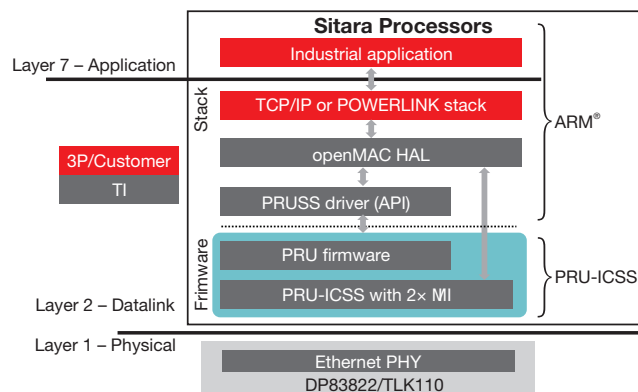 Sitara Processors
Industrial application
Layer 7 – Application
Stack
TCP/IP or POWERLINK stack
ARM®
openMAC HAL
3P/Customer
TI
PRUSS driver (API)
Frimware
PRU firmware
PRU-ICSS
PRU-ICSS with 2× MII
Layer 2 – Datalink
Layer 1 – Physical
Ethernet PHY
DP83822/TLK110